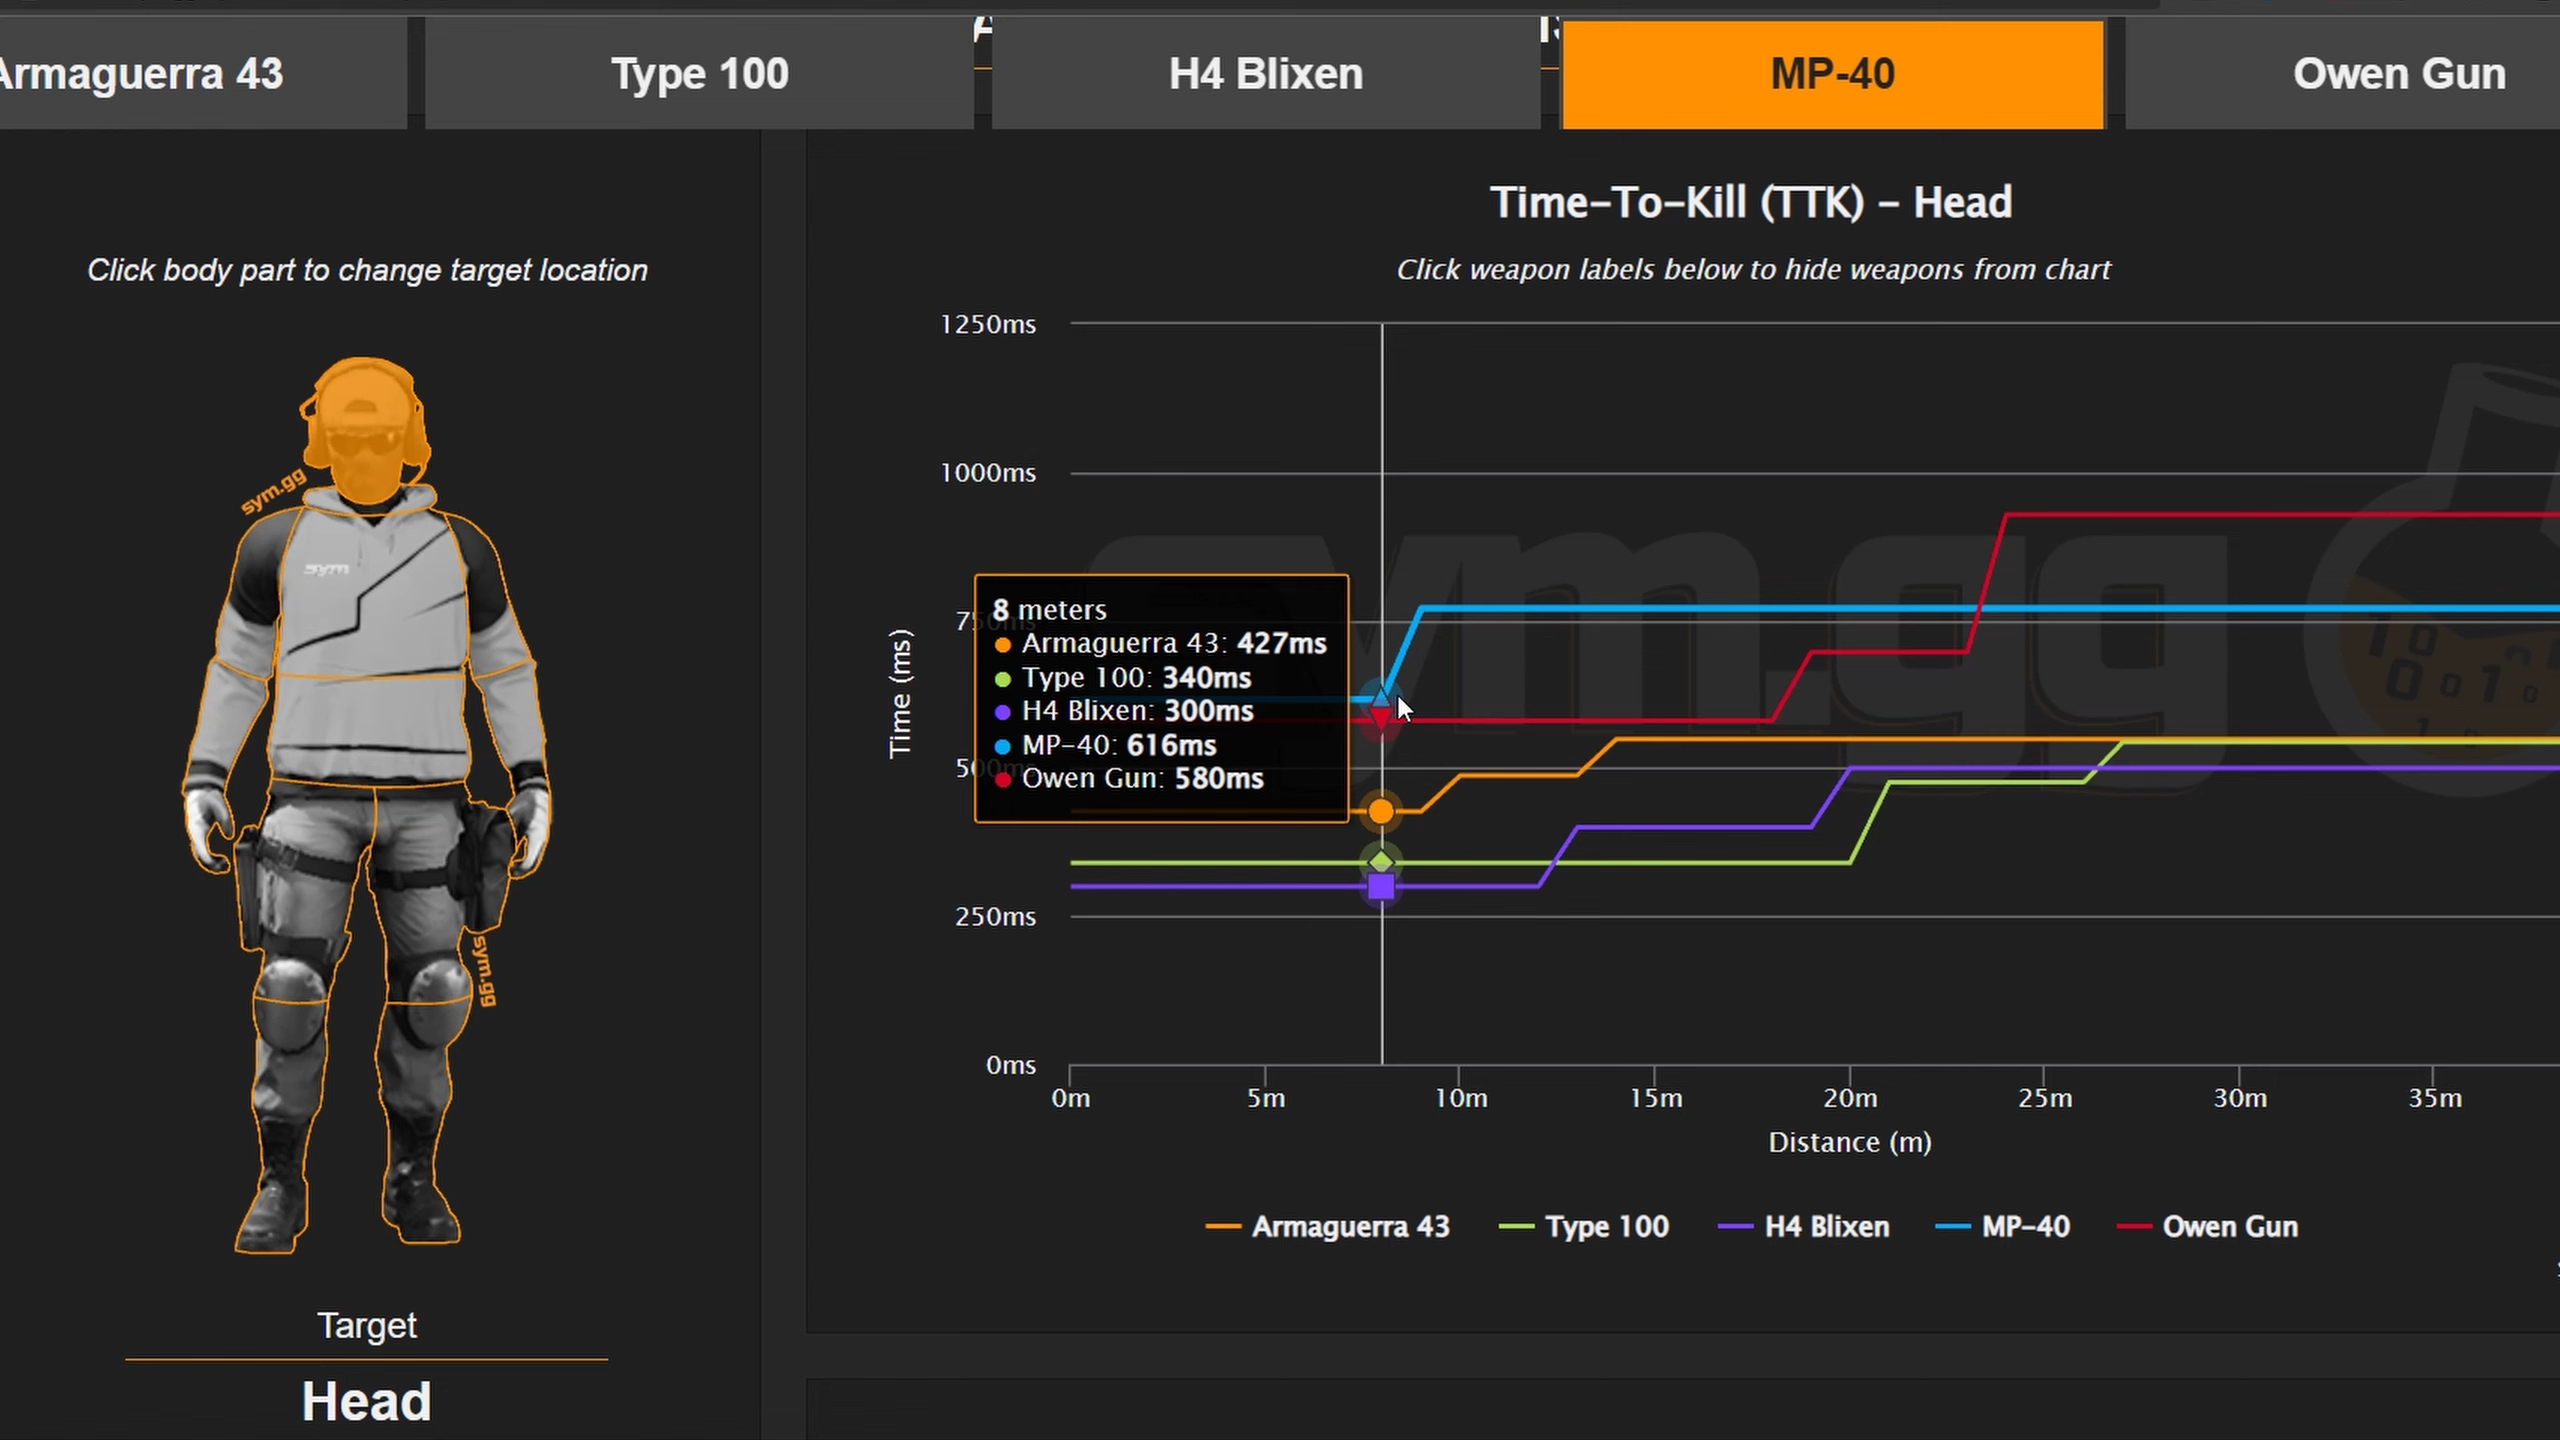 Armaguerra 43
Type 100
H4 Blixen
MP-40
Owen Gun
Click body part to change target location
sym.gg
sym
sym.gg
Target
Head
Time-To-Kill (TTK) - Head
Click weapon labels below to hide weapons from chart
1250ms
1000ms
750ms
500ms
250ms
0ms
Time (ms)
8 meters
Armaguerra 43: 427ms
Type 100: 340ms
H4 Blixen: 300ms
MP-40: 616ms
Owen Gun: 580ms
sym.gg
0m
5m
10m
15m
20m
25m
30m
35m
Distance (m)
Armaguerra 43
Type 100
H4 Blixen
MP-40
Owen Gun